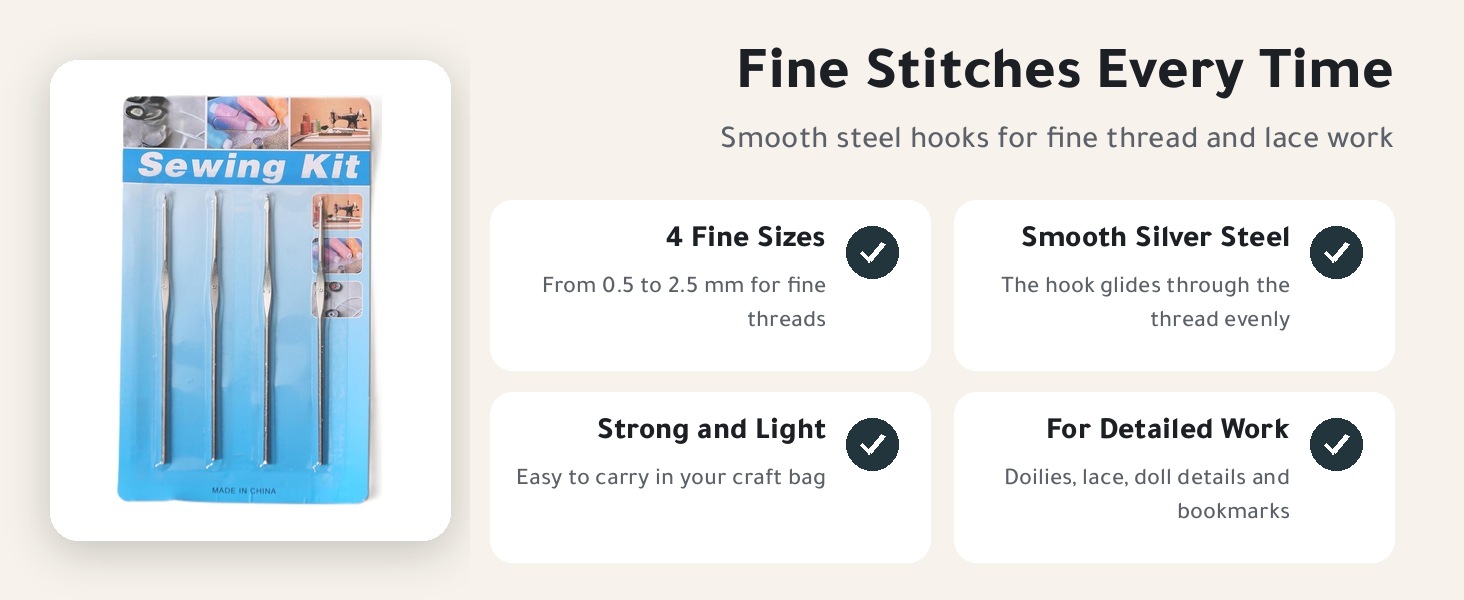 Fine Stitches Every Time
Smooth steel hooks for fine thread and lace work
Sewing Kit
MADE IN CHINA
4 Fine Sizes
From 0.5 to 2.5 mm for fine
threads
Smooth Silver Steel
The hook glides through the
thread evenly
Strong and Light
Easy to carry in your craft bag
For Detailed Work
Doilies, lace, doll details and
bookmarks